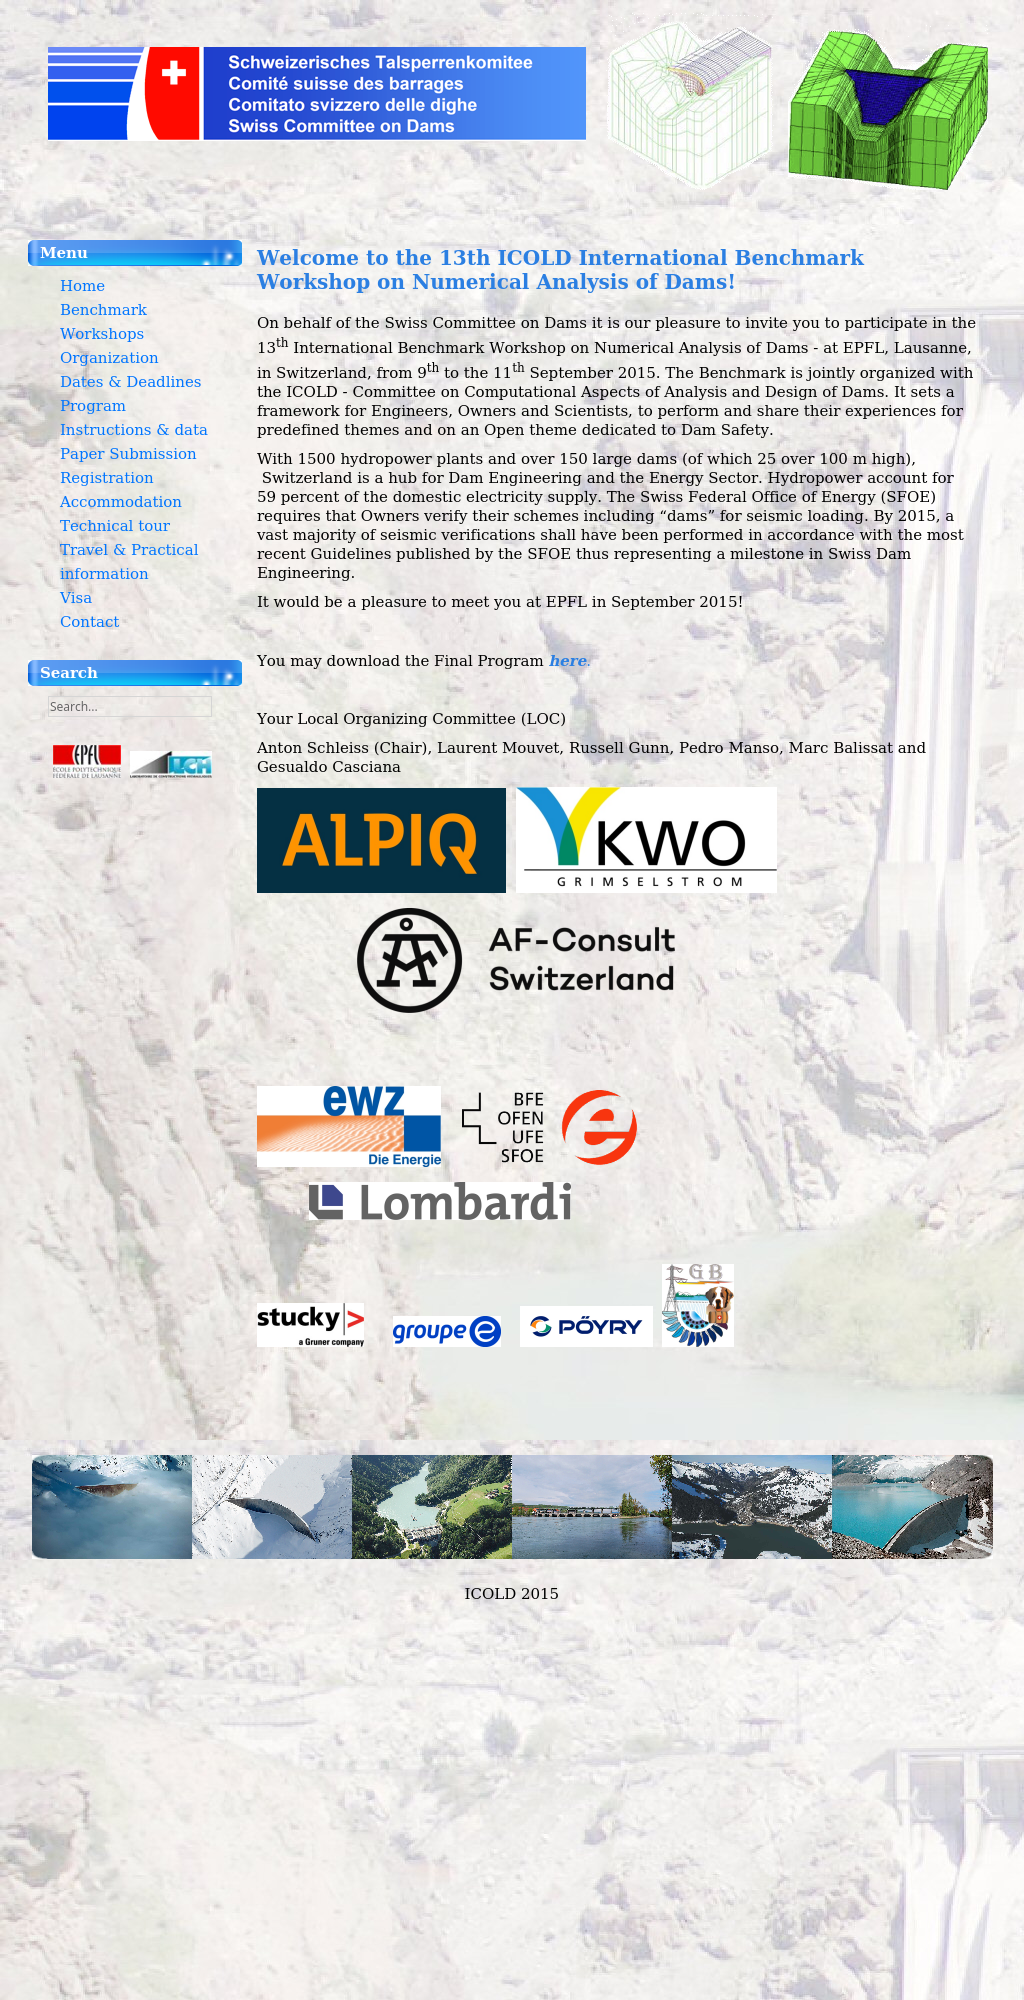 Schweizerisches Talsperrenkomitee
Comité suisse des barrages
Comitato svizzero delle dighe
Swiss Committee on Dams
Menu
Home
Benchmark
Workshops
Organization
Dates & Deadlines
Program
Instructions & data
Paper Submission
Registration
Accommodation
Technical tour
Travel & Practical
information
Visa
Contact
Search
Search...
EPFL
ECOLE POLYTECHNIQUE
FÉDÉRALE DE LAUSANNE
LCH
LABORATOIRE DE CONSTRUCTIONS HYDRAULIQUES
Welcome to the 13th ICOLD International Benchmark
Workshop on Numerical Analysis of Dams!
On behalf of the Swiss Committee on Dams it is our pleasure to invite you to participate in the
13th International Benchmark Workshop on Numerical Analysis of Dams - at EPFL, Lausanne,
in Switzerland, from 9th to the 11th September 2015. The Benchmark is jointly organized with
the ICOLD - Committee on Computational Aspects of Analysis and Design of Dams. It sets a
framework for Engineers, Owners and Scientists, to perform and share their experiences for
predefined themes and on an Open theme dedicated to Dam Safety.
With 1500 hydropower plants and over 150 large dams (of which 25 over 100 m high),
Switzerland is a hub for Dam Engineering and the Energy Sector. Hydropower account for
59 percent of the domestic electricity supply. The Swiss Federal Office of Energy (SFOE)
requires that Owners verify their schemes including “dams” for seismic loading. By 2015, a
vast majority of seismic verifications shall have been performed in accordance with the most
recent Guidelines published by the SFOE thus representing a milestone in Swiss Dam
Engineering.
It would be a pleasure to meet you at EPFL in September 2015!
You may download the Final Program here.
Your Local Organizing Committee (LOC)
Anton Schleiss (Chair), Laurent Mouvet, Russell Gunn, Pedro Manso, Marc Balissat and
Gesualdo Casciana
ALPIQ
KWO
GRIMSELSTROM
AF-Consult
Switzerland
ewz
Die Energie
BFE
OFEN
UFE
SFOE
e
Lombardi
stucky>
a Gruner company
groupe e
PÖYRY
GB
ICOLD 2015